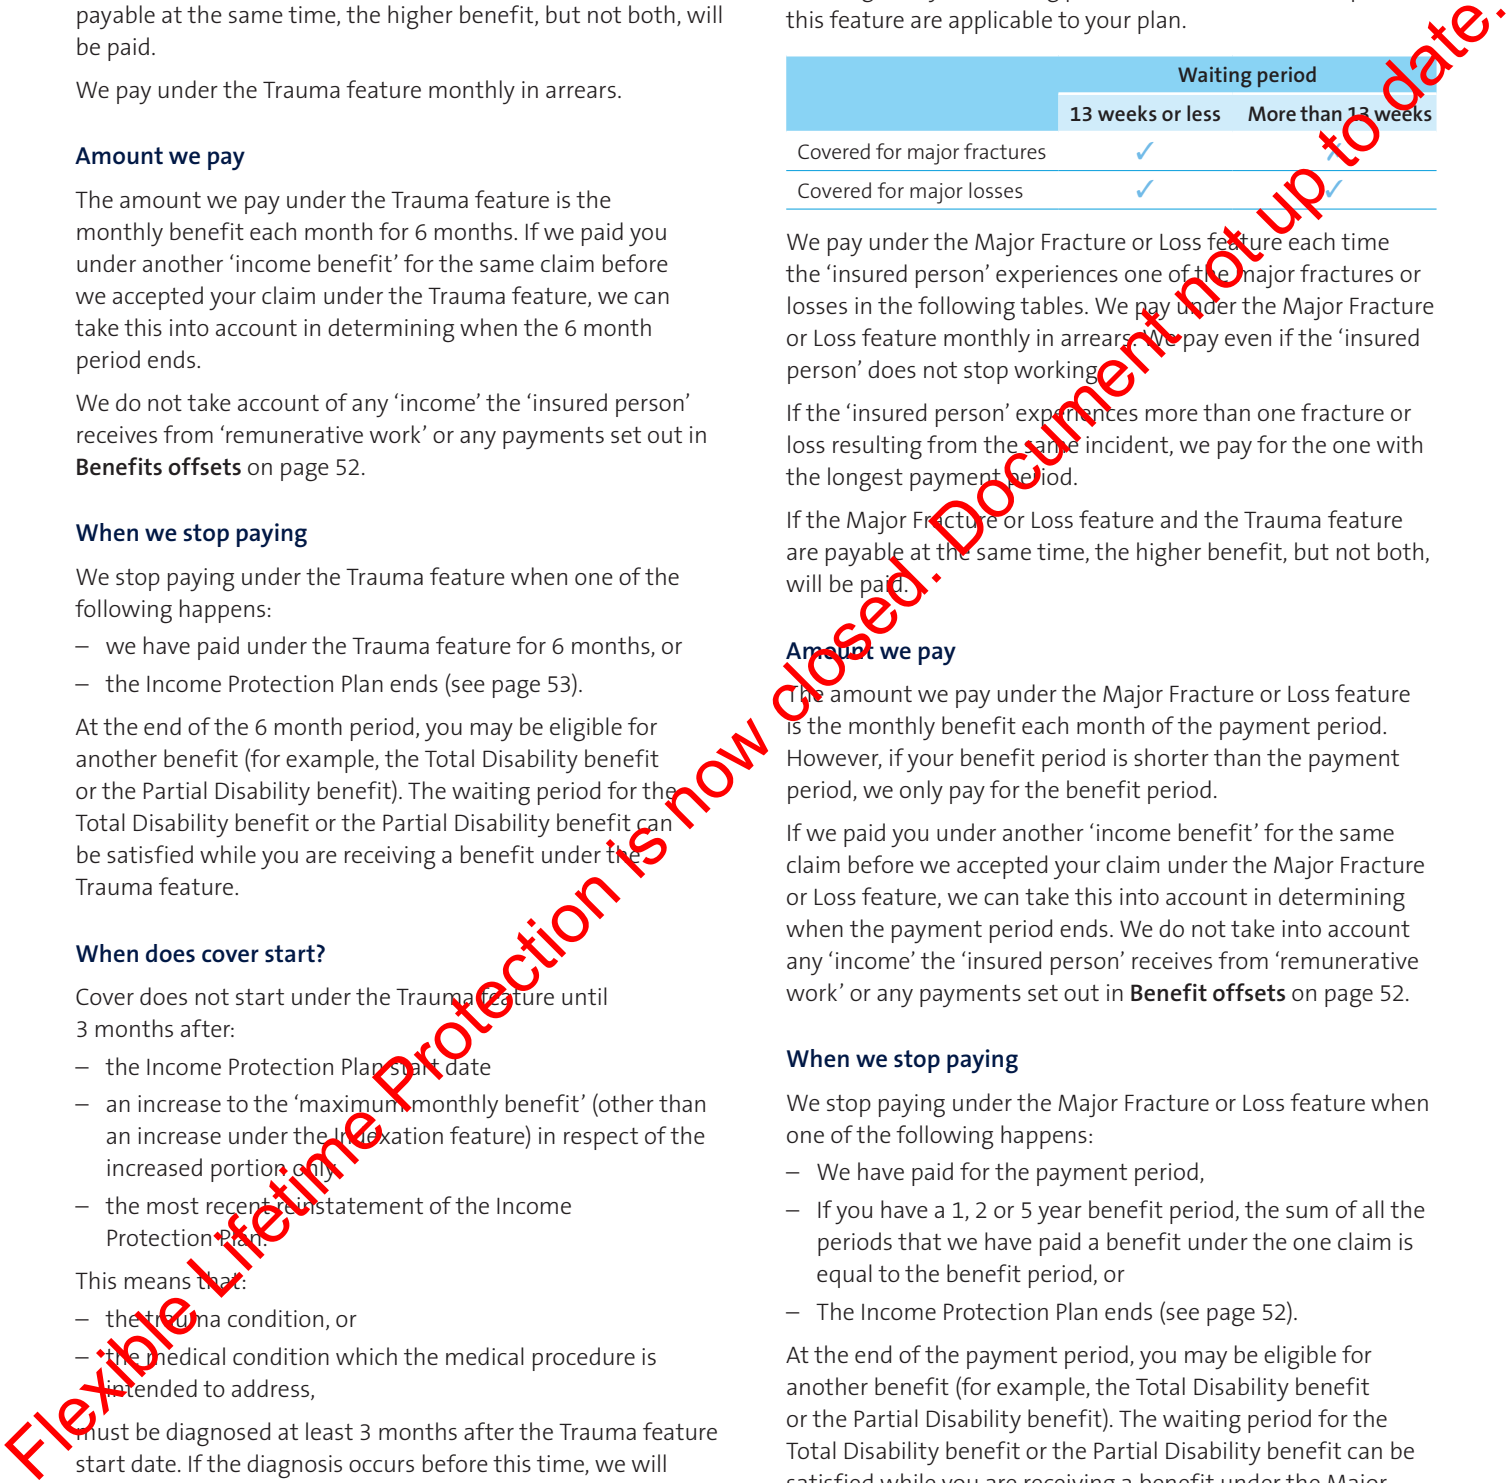 payable at the same time, the higher benefit, but not both, will
be paid.
We pay under the Trauma feature monthly in arrears.
Amount we pay
The amount we pay under the Trauma feature is the
monthly benefit each month for 6 months. If we paid you
under another ‘income benefit’ for the same claim before
we accepted your claim under the Trauma feature, we can
take this into account in determining when the 6 month
period ends.
We do not take account of any ‘income’ the ‘insured person’
receives from ‘remunerative work’ or any payments set out in
Benefits offsets on page 52.
When we stop paying
We stop paying under the Trauma feature when one of the
following happens:
– we have paid under the Trauma feature for 6 months, or
– the Income Protection Plan ends (see page 53).
At the end of the 6 month period, you may be eligible for
another benefit (for example, the Total Disability benefit
or the Partial Disability benefit). The waiting period for the
Total Disability benefit or the Partial Disability benefit can
be satisfied while you are receiving a benefit under the
Trauma feature.
When does cover start?
Cover does not start under the Trauma feature until
3 months after:
– the Income Protection Plan start date
– an increase to the ‘maximum monthly benefit’ (other than
an increase under the Indexation feature) in respect of the
increased portion only
– the most recent reinstatement of the Income
Protection Plan.
This means that:
– the trauma condition, or
– the medical condition which the medical procedure is
intended to address,
must be diagnosed at least 3 months after the Trauma feature
start date. If the diagnosis occurs before this time, we will
this feature are applicable to your plan.
Waiting period
13 weeks or less More than 13 weeks
Covered for major fractures ✓ ✗
Covered for major losses ✓ ✓
We pay under the Major Fracture or Loss feature each time
the ‘insured person’ experiences one of the major fractures or
losses in the following tables. We pay under the Major Fracture
or Loss feature monthly in arrears. We pay even if the ‘insured
person’ does not stop working.
If the ‘insured person’ experiences more than one fracture or
loss resulting from the same incident, we pay for the one with
the longest payment period.
If the Major Fracture or Loss feature and the Trauma feature
are payable at the same time, the higher benefit, but not both,
will be paid.
Amount we pay
The amount we pay under the Major Fracture or Loss feature
is the monthly benefit each month of the payment period.
However, if your benefit period is shorter than the payment
period, we only pay for the benefit period.
If we paid you under another ‘income benefit’ for the same
claim before we accepted your claim under the Major Fracture
or Loss feature, we can take this into account in determining
when the payment period ends. We do not take into account
any ‘income’ the ‘insured person’ receives from ‘remunerative
work’ or any payments set out in Benefit offsets on page 52.
When we stop paying
We stop paying under the Major Fracture or Loss feature when
one of the following happens:
– We have paid for the payment period,
– If you have a 1, 2 or 5 year benefit period, the sum of all the
periods that we have paid a benefit under the one claim is
equal to the benefit period, or
– The Income Protection Plan ends (see page 52).
At the end of the payment period, you may be eligible for
another benefit (for example, the Total Disability benefit
or the Partial Disability benefit). The waiting period for the
Total Disability benefit or the Partial Disability benefit can be
satisfied while you are receiving a benefit under the Major
Flexible Lifetime Protection is now closed. Document not up to date.